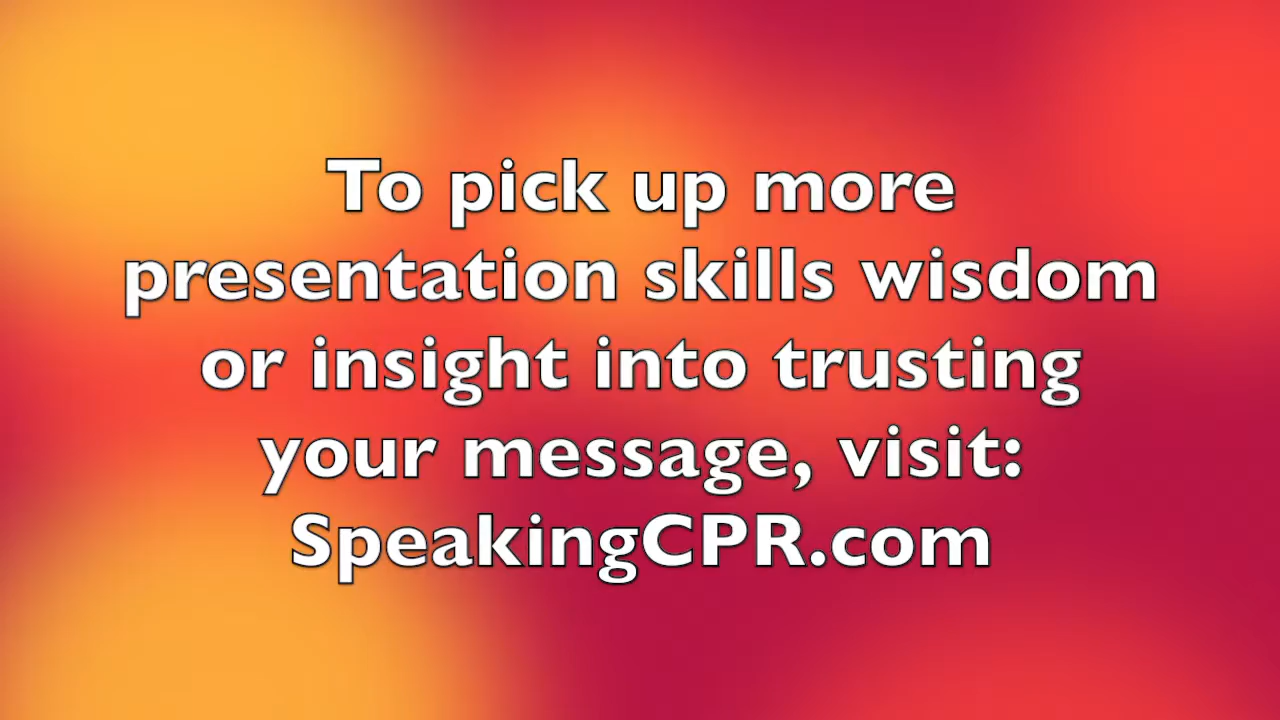 To pick up more
presentation skills wisdom
or insight into trusting
your message, visit:
SpeakingCPR.com